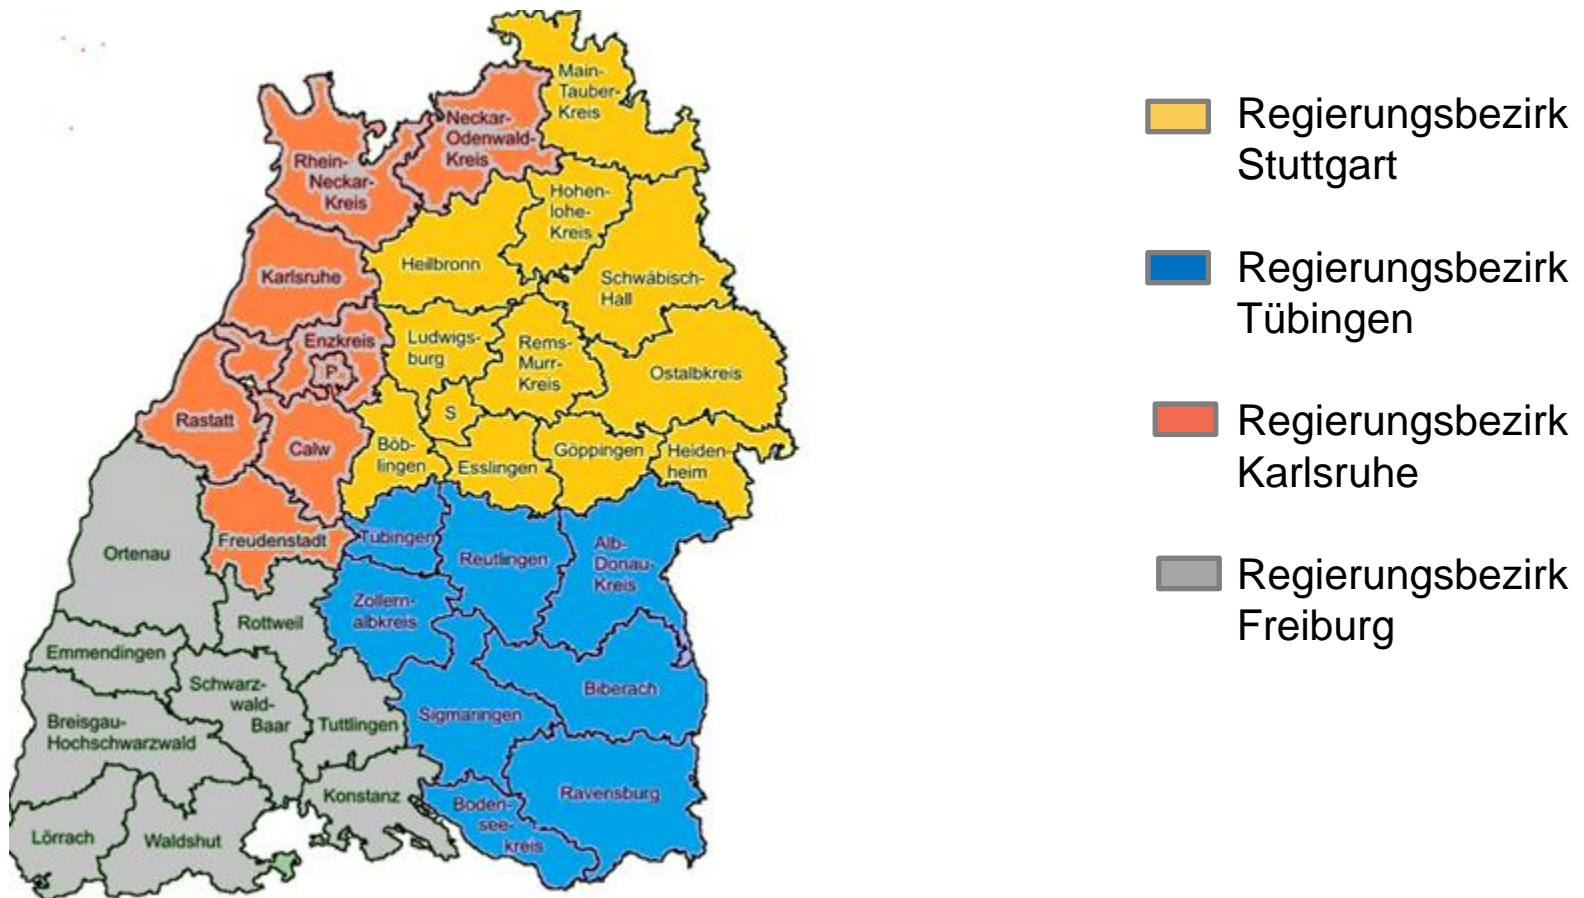 Main-
Tauber-
Kreis
Neckar-
Odenwald-
Kreis
Rhein-
Neckar-
Kreis
Hohen-
lohe-
Kreis
Heilbronn
Karlsruhe
Schwäbisch-
Hall
Enzkreis
Ludwigs-
burg
Rems-
Murr-
Kreis
P.
Ostalbkreis
Rastatt
S
Calw
Böb-
lingen
Esslingen
Göppingen
Heiden-
heim
Ortenau
Freudenstadt
Tübingen
Reutlingen
Alb-
Donau-
Kreis
Zollern-
albkreis
Rottweil
Emmendingen
Schwarz-
wald-
Baar
Biberach
Breisgau-
Hochschwarzwald
Tuttlingen
Sigmaringen
Konstanz
Ravensburg
Boden-
see-
kreis
Lörrach
Waldshut
Regierungsbezirk
Stuttgart
Regierungsbezirk
Tübingen
Regierungsbezirk
Karlsruhe
Regierungsbezirk
Freiburg